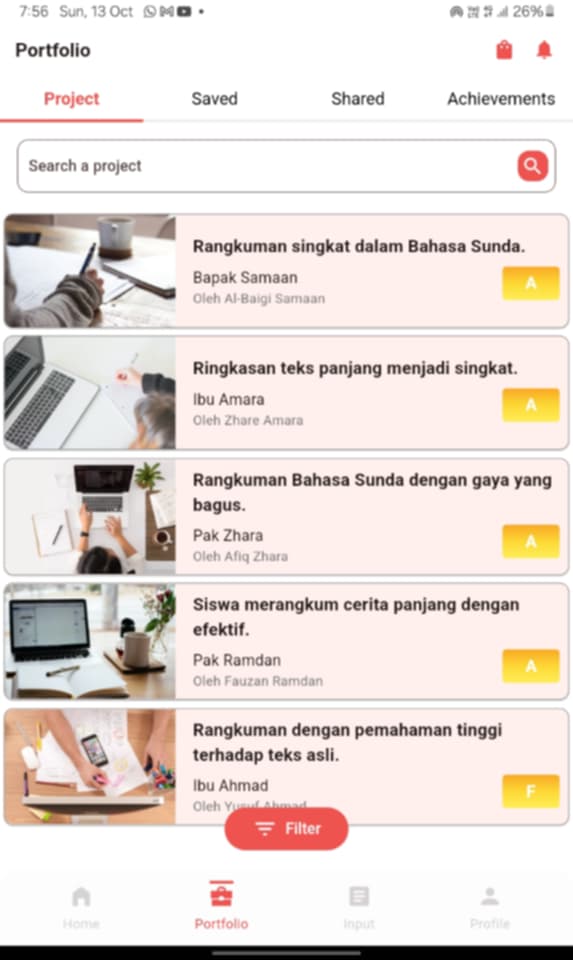 7:56 Sun, 13 Oct
26%
Portfolio
Project
Saved
Shared
Achievements
Search a project
Rangkuman singkat dalam Bahasa Sunda.
Bapak Samaan
A
Oleh Al-Baigi Samaan
Ringkasan teks panjang menjadi singkat.
Ibu Amara
A
Oleh Zhare Amara
Rangkuman Bahasa Sunda dengan gaya yang
bagus.
Pak Zhara
A
Oleh Afiq Zhara
Siswa merangkum cerita panjang dengan
efektif.
Pak Ramdan
A
Oleh Fauzan Ramdan
Rangkuman dengan pemahaman tinggi
terhadap teks asli.
Ibu Ahmad
F
Oleh Yusuf Ahmad
Filter
Home
Portfolio
Input
Profile